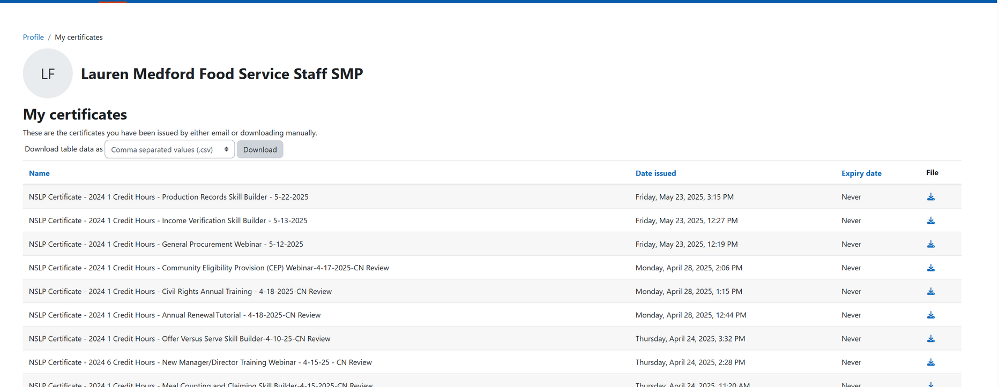 Profile / My certificates
LF
Lauren Medford Food Service Staff SMP
My certificates
These are the certificates you have been issued by either email or downloading manually.
Download table data as Comma separated values (.csv) Download
Name Date issued Expiry date File
NSLP Certificate - 2024 1 Credit Hours - Production Records Skill Builder - 5-22-2025 Friday, May 23, 2025, 3:15 PM Never
NSLP Certificate - 2024 1 Credit Hours - Income Verification Skill Builder - 5-13-2025 Friday, May 23, 2025, 12:27 PM Never
NSLP Certificate - 2024 1 Credit Hours - General Procurement Webinar - 5-12-2025 Friday, May 23, 2025, 12:19 PM Never
NSLP Certificate - 2024 1 Credit Hours - Community Eligibility Provision (CEP) Webinar-4-17-2025-CN Review Monday, April 28, 2025, 2:06 PM Never
NSLP Certificate - 2024 1 Credit Hours - Civil Rights Annual Training - 4-18-2025-CN Review Monday, April 28, 2025, 1:15 PM Never
NSLP Certificate - 2024 1 Credit Hours - Annual Renewal Tutorial - 4-18-2025-CN Review Monday, April 28, 2025, 12:44 PM Never
NSLP Certificate - 2024 1 Credit Hours - Offer Versus Serve Skill Builder-4-10-25-CN Review Thursday, April 24, 2025, 3:32 PM Never
NSLP Certificate - 2024 6 Credit Hours - New Manager/Director Training Webinar - 4-15-25 - CN Review Thursday, April 24, 2025, 2:28 PM Never
NSLP Certificate - 2024 1 Credit Hours - Meal Counting and Claiming Skill Builder-4-15-2025-CN Review Thursday, April 24, 2025, 11:20 AM Never